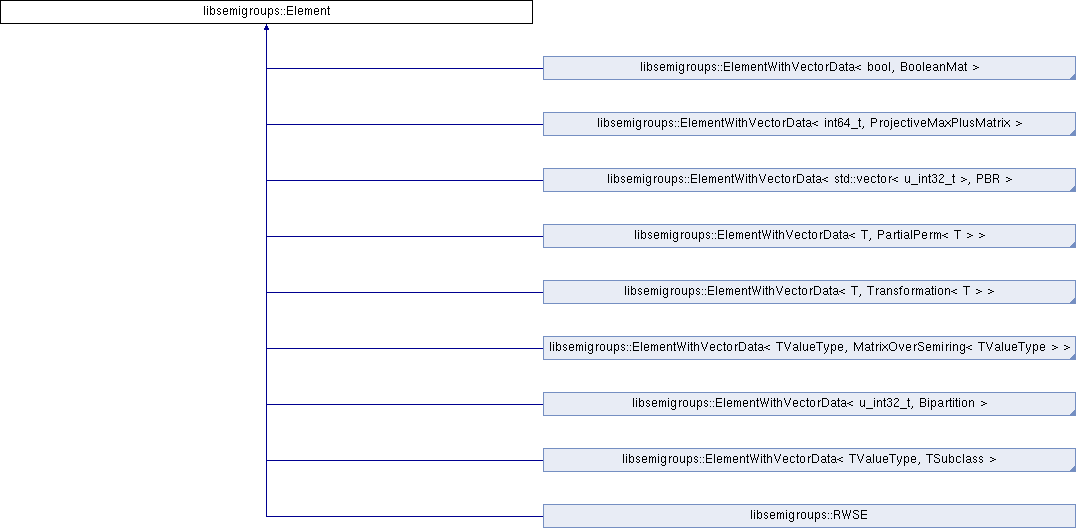 libsemigroups::Element
libsemigroups::ElementWithVectorData< bool, BooleanMat >
libsemigroups::ElementWithVectorData< int64_t, ProjectiveMaxPlusMatrix >
libsemigroups::ElementWithVectorData< std::vector< u_int32_t >, PBR >
libsemigroups::ElementWithVectorData< T, PartialPerm< T > >
libsemigroups::ElementWithVectorData< T, Transformation< T > >
libsemigroups::ElementWithVectorData< TValueType, MatrixOverSemiring< TValueType > >
libsemigroups::ElementWithVectorData< u_int32_t, Bipartition >
libsemigroups::ElementWithVectorData< TValueType, TSubclass >
libsemigroups::RWSE